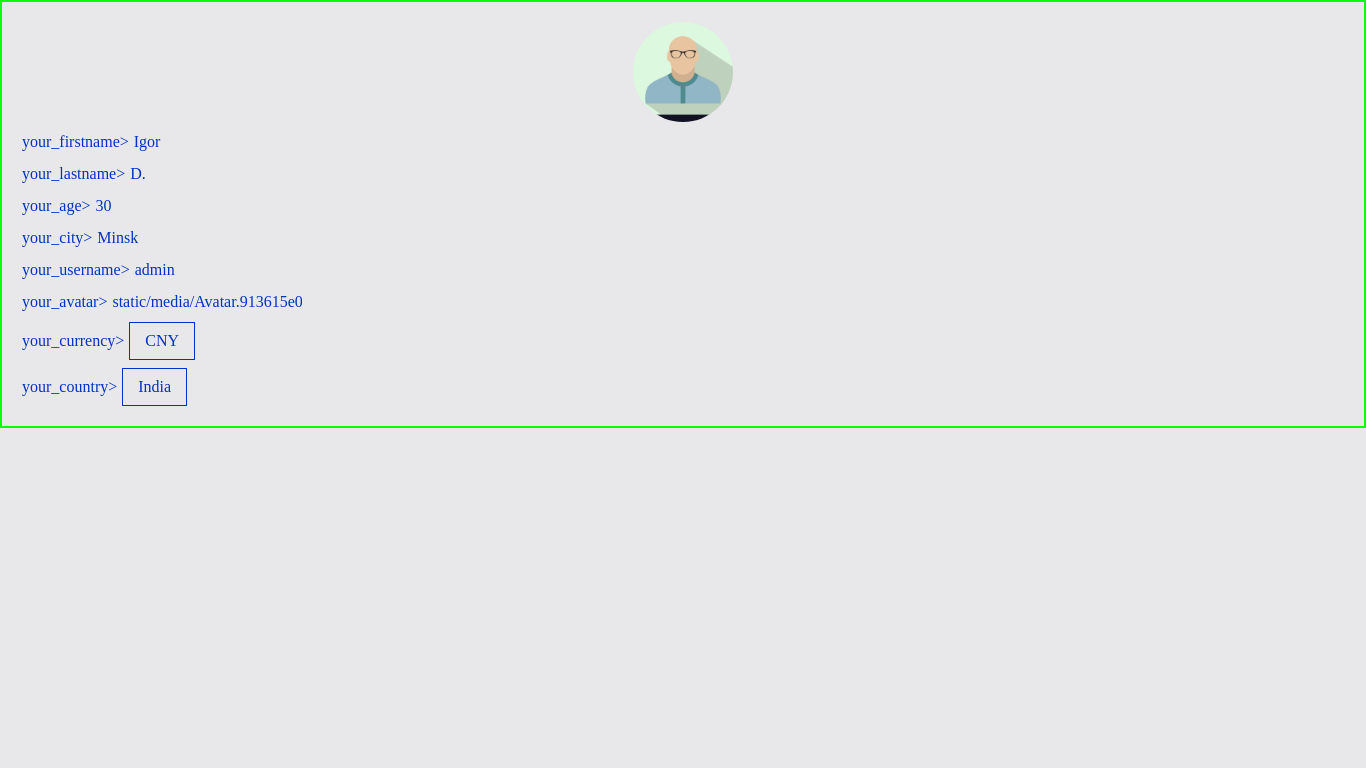 your_firstname> Igor
your_lastname> D.
your_age> 30
your_city> Minsk
your_username> admin
your_avatar> static/media/Avatar.913615e0
your_currency> CNY
your_country> India